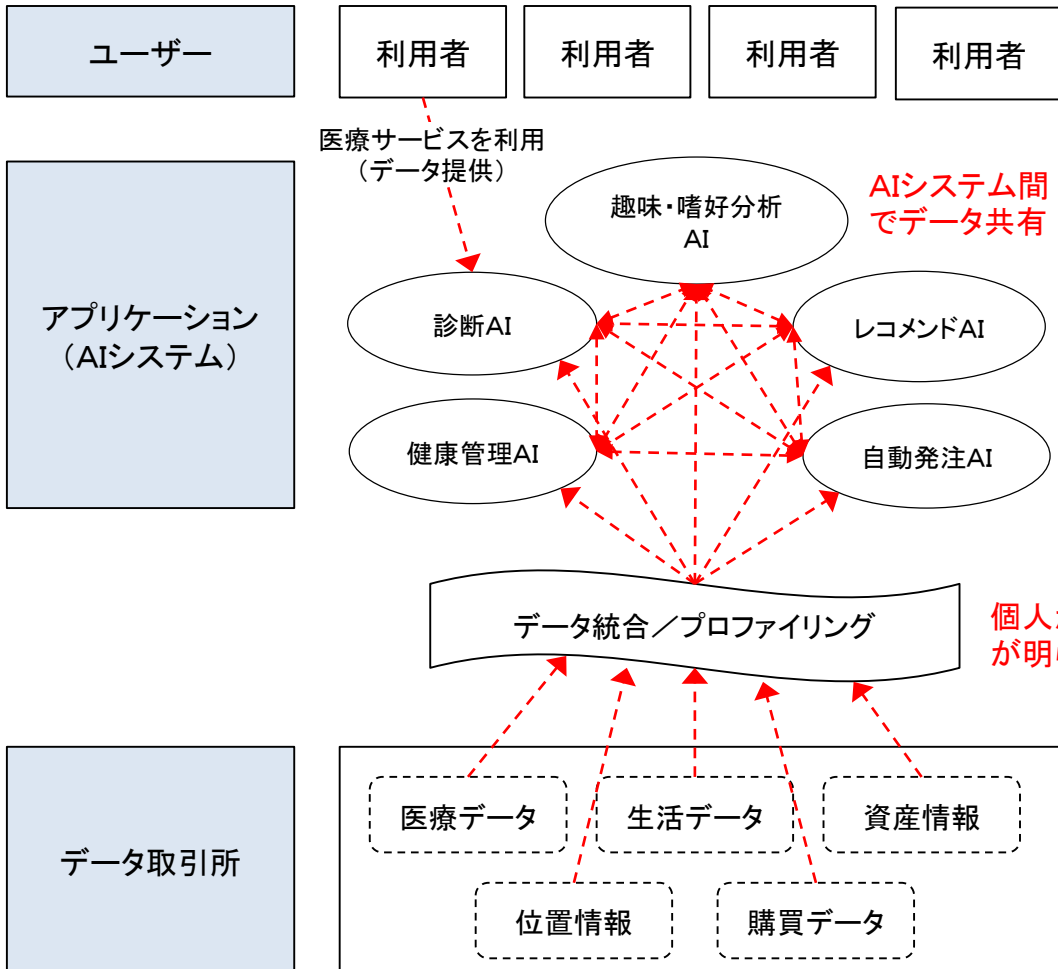 ユーザー
利用者
利用者
利用者
利用者
医療サービスを利用
（データ提供）
アプリケーション
（AIシステム）
趣味・嗜好分析
AI
AIシステム間
でデータ共有
診断AI
レコメンドAI
健康管理AI
自動発注AI
データ統合／プロファイリング
個人
が明
データ取引所
医療データ
生活データ
資産情報
位置情報
購買データ